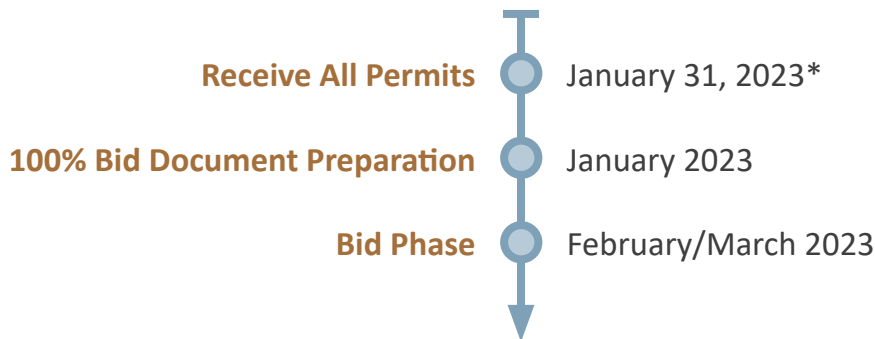 Receive All Permits January 31, 2023*
100% Bid Document Preparation January 2023
Bid Phase February/March 2023